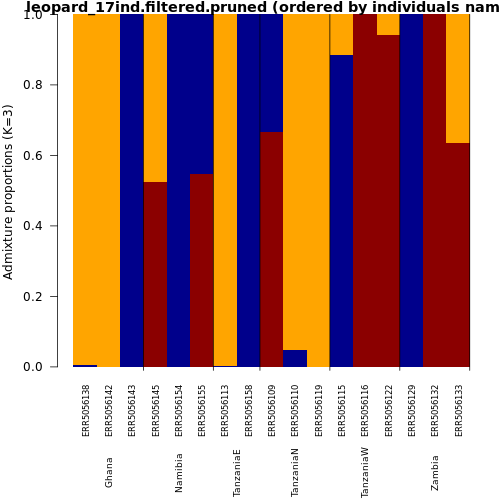 leopard_17ind.filtered.pruned (ordered by individuals nam
Admixture proportions (K=3)
1.0
0.8
0.6
0.4
0.2
0.0
ERR5056138
ERR5056142
ERR5056143
ERR5056145
ERR5056154
ERR5056155
ERR5056113
ERR5056158
ERR5056109
ERR5056110
ERR5056119
ERR5056115
ERR5056116
ERR5056122
ERR5056129
ERR5056132
ERR5056133
Ghana
Namibia
TanzaniaE
TanzaniaN
TanzaniaW
Zambia